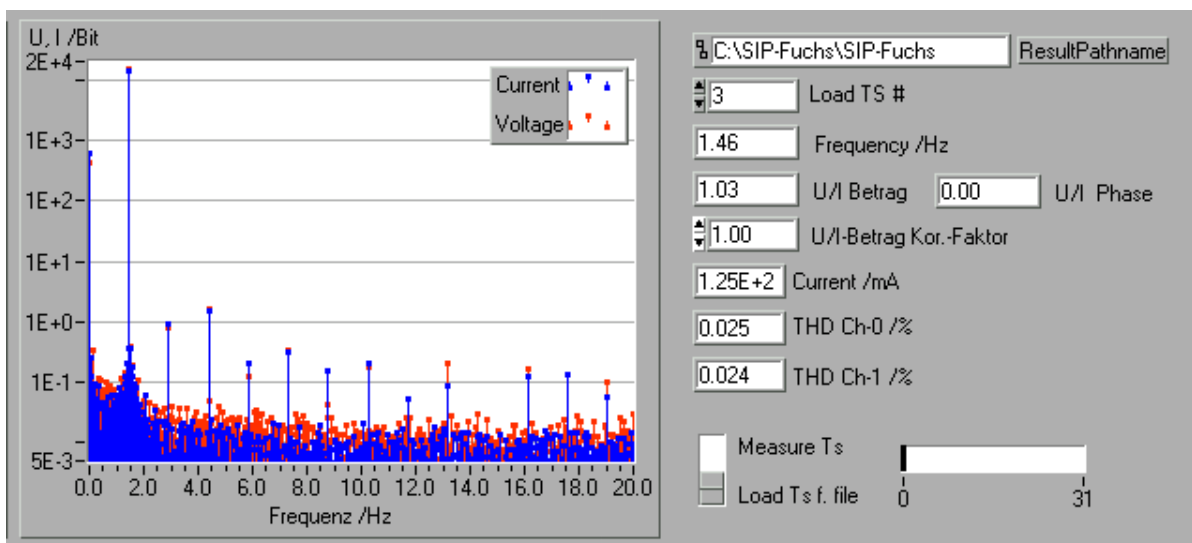 U, I /Bit
2E+4
1E+3
1E+2
1E+1
1E+0
1E-1
5E-3
0.0 2.0 4.0 6.0 8.0 10.0 12.0 14.0 16.0 18.0 20.0
Frequenz /Hz
Current
Voltage
C:\SIP-Fuchs\SIP-Fuchs ResultPathname
3 Load TS #
1.46 Frequency /Hz
1.03 U/I Betrag 0.00 U/I Phase
1.00 U/I-Betrag Kor.-Faktor
1.25E+2 Current /mA
0.025 THD Ch-0 /%
0.024 THD Ch-1 /%
Measure Ts
Load Ts f. file
0 31